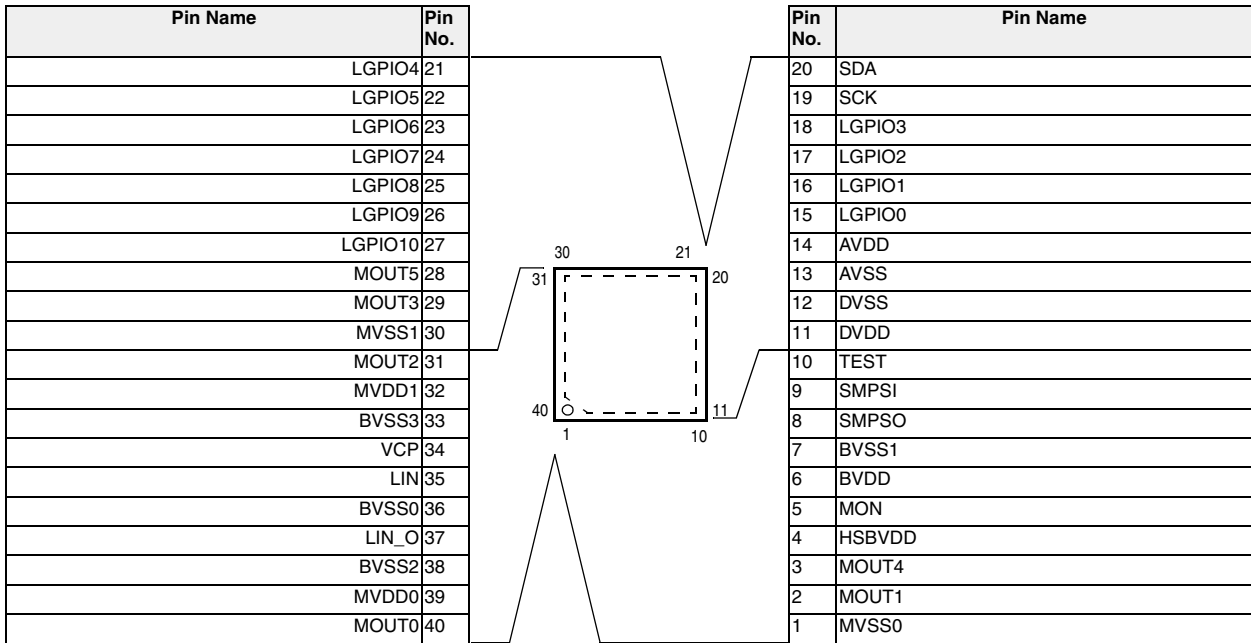 Pin Name Pin No.
LGPIO4 21
LGPIO5 22
LGPIO6 23
LGPIO7 24
LGPIO8 25
LGPIO9 26
LGPIO10 27
MOUT5 28
MOUT3 29
MVSS1 30
MOUT2 31
MVDD1 32
BVSS3 33
VCP 34
LIN 35
BVSS0 36
LIN_O 37
BVSS2 38
MVDD0 39
MOUT0 40
30 21
31 20
40 11
1 10
Pin No. Pin Name
20 SDA
19 SCK
18 LGPIO3
17 LGPIO2
16 LGPIO1
15 LGPIO0
14 AVDD
13 AVSS
12 DVSS
11 DVDD
10 TEST
9 SMPSI
8 SMPSO
7 BVSS1
6 BVDD
5 MON
4 HSBVDD
3 MOUT4
2 MOUT1
1 MVSS0